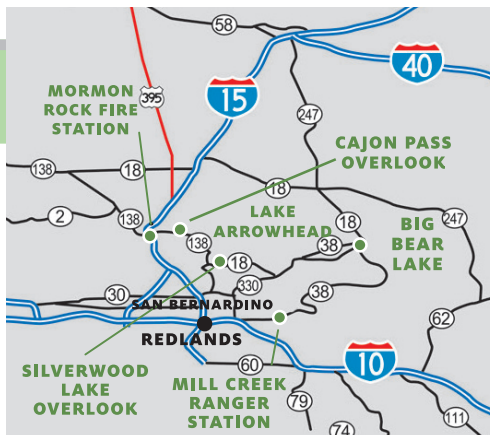 58
40
MORMON
ROCK FIRE
STATION
395
15
247
CAJON PASS
OVERLOOK
138
18
18
2
138
LAKE
ARROWHEAD
18
247
138
38
BIG
BEAR
LAKE
18
30
330
38
SAN BERNARDINO
62
REDLANDS
SILVERWOOD
LAKE
OVERLOOK
60
10
MILL CREEK
RANGER
STATION
79
74
111